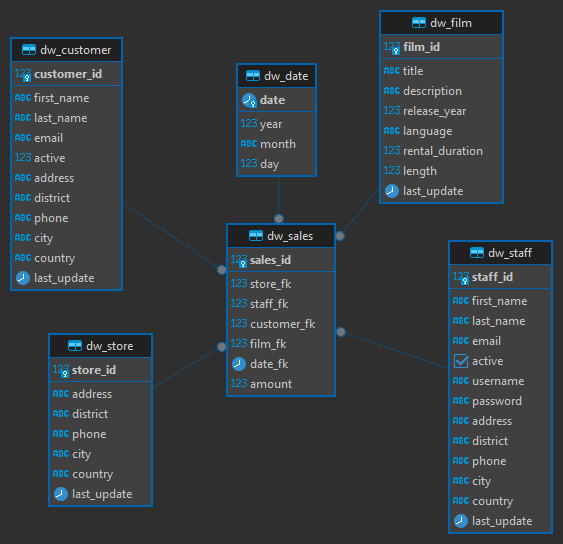 dw_customer
123 customer_id
ABC first_name
ABC last_name
ABC email
123 active
ABC address
ABC district
ABC phone
ABC city
ABC country
last_update
dw_date
date
123 year
ABC month
123 day
dw_film
123 film_id
ABC title
ABC description
123 release_year
ABC language
123 rental_duration
123 length
last_update
dw_sales
123 sales_id
123 store_fk
123 staff_fk
123 customer_fk
123 film_fk
date_fk
123 amount
dw_store
123 store_id
ABC address
ABC district
ABC phone
ABC city
ABC country
last_update
dw_staff
123 staff_id
ABC first_name
ABC last_name
ABC email
active
ABC username
ABC password
ABC address
ABC district
ABC phone
ABC city
ABC country
last_update